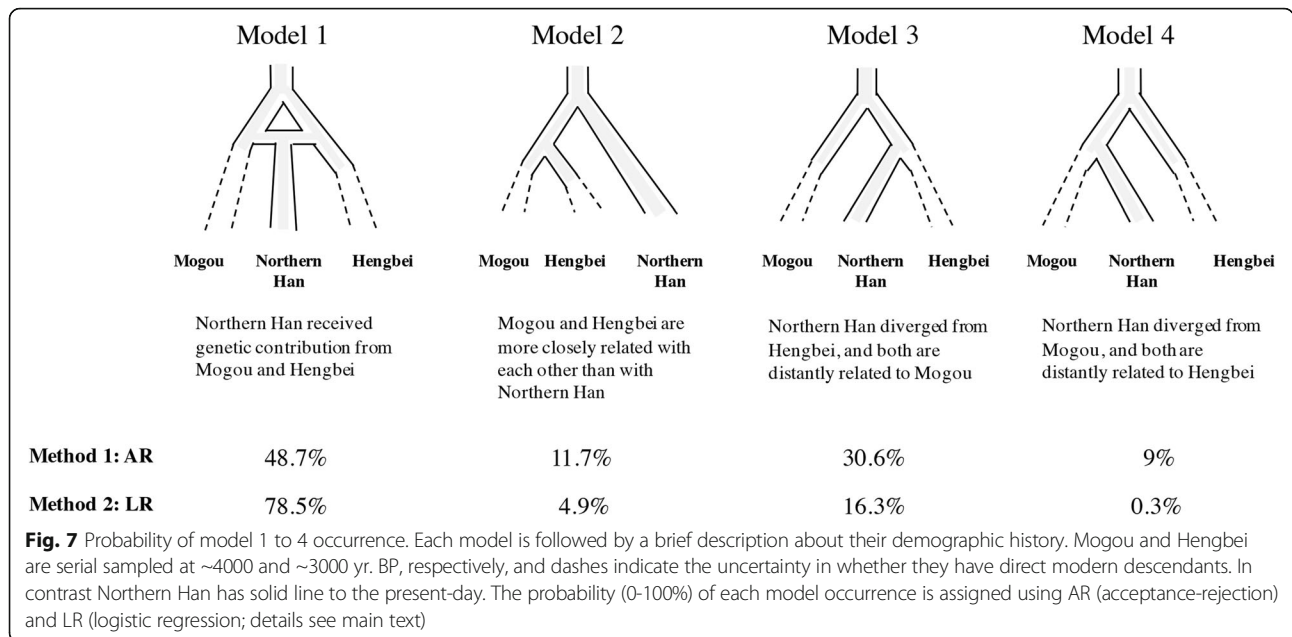 Model 1 Model 2 Model 3 Model 4
Mogou Northern Han Hengbei
Mogou Hengbei Northern Han
Mogou Northern Han Hengbei
Mogou Northern Han Hengbei
Northern Han received
genetic contribution from
Mogou and Hengbei
Mogou and Hengbei are
more closely related with
each other than with
Northern Han
Northern Han diverged from
Hengbei, and both are
distantly related to Mogou
Northern Han diverged from
Mogou, and both are
distantly related to Hengbei
Method 1: AR 48.7% 11.7% 30.6% 9%
Method 2: LR 78.5% 4.9% 16.3% 0.3%
Fig. 7 Probability of model 1 to 4 occurrence. Each model is followed by a brief description about their demographic history. Mogou and Hengbei
are serial sampled at ~4000 and ~3000 yr. BP, respectively, and dashes indicate the uncertainty in whether they have direct modern descendants. In
contrast Northern Han has solid line to the present-day. The probability (0-100%) of each model occurrence is assigned using AR (acceptance-rejection)
and LR (logistic regression; details see main text)